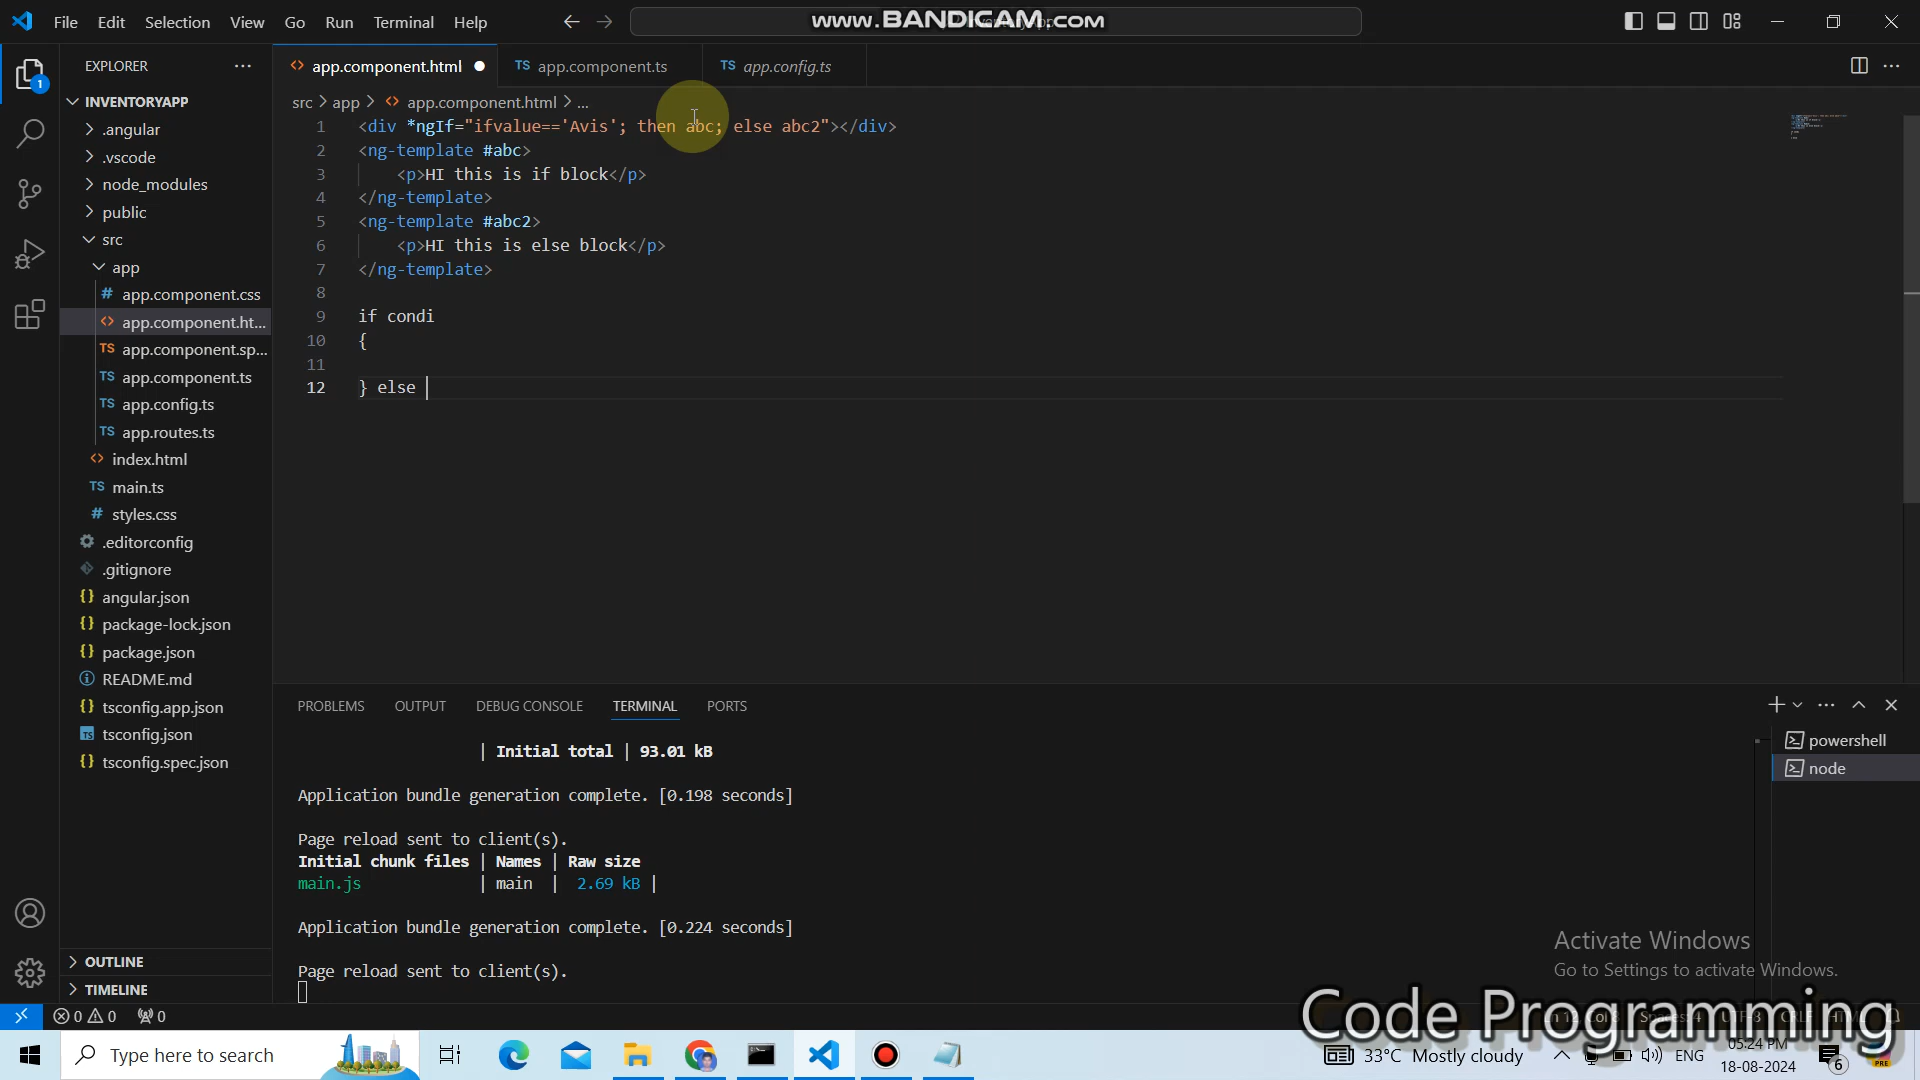 File Edit Selection View Go Run Terminal Help
www.BANDICAM.com
EXPLORER
app.component.html
TS app.component.ts
TS app.config.ts
INVENTORYAPP
src > app > app.component.html > ...
.angular
.vscode
node_modules
public
src
app
# app.component.css
app.component.ht...
TS app.component.sp...
TS app.component.ts
TS app.config.ts
TS app.routes.ts
index.html
TS main.ts
# styles.css
.editorconfig
.gitignore
{} angular.json
{} package-lock.json
{} package.json
README.md
{} tsconfig.app.json
tsconfig.json
{} tsconfig.spec.json
OUTLINE
TIMELINE
1 <div *ngIf="ifvalue=='Avis'; then abc; else abc2"></div>
2 <ng-template #abc>
3 <p>HI this is if block</p>
4 </ng-template>
5 <ng-template #abc2>
6 <p>HI this is else block</p>
7 </ng-template>
8
9 if condi
10 {
11
12 } else
PROBLEMS OUTPUT DEBUG CONSOLE TERMINAL PORTS
| Initial total | 93.01 kB
Application bundle generation complete. [0.198 seconds]
Page reload sent to client(s).
Initial chunk files | Names | Raw size
main.js | main | 2.69 kB |
Application bundle generation complete. [0.224 seconds]
Page reload sent to client(s).
powershell
node
Activate Windows
Go to Settings to activate Windows.
Code Programming
0 0 0
1
Type here to search
33°C Mostly cloudy
ENG
05:24 PM
18-08-2024
6
PRE